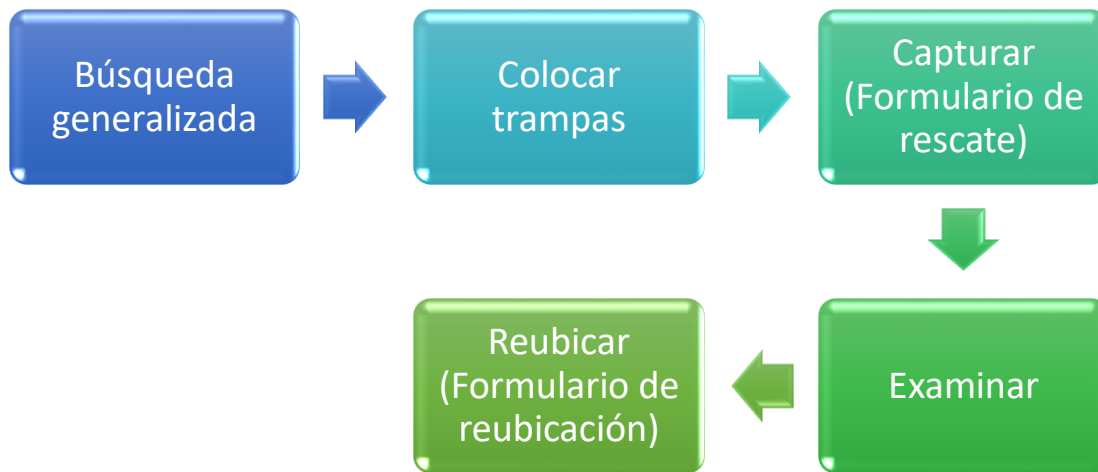 Búsqueda
generalizada
Colocar
trampas
Capturar
(Formulario de
rescate)
Examinar
Reubicar
(Formulario de
reubicación)